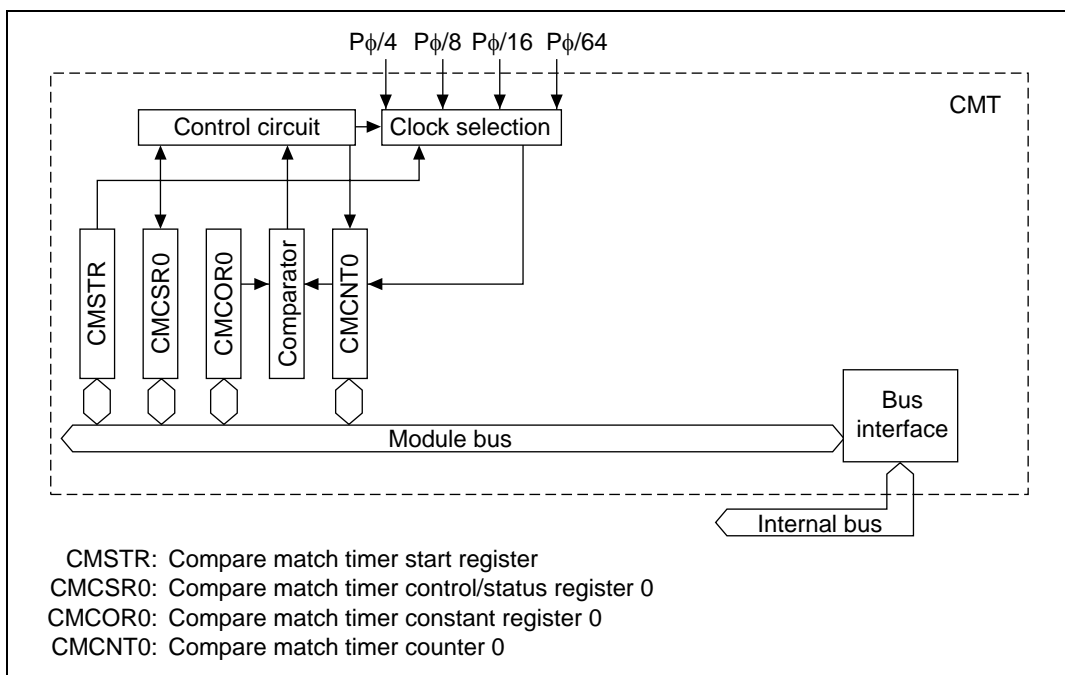 Pφ/4 Pφ/8 Pφ/16 Pφ/64
CMT
Control circuit
Clock selection
CMSTR
CMCSR0
CMCOR0
Comparator
CMCNT0
Bus
interface
Module bus
Internal bus
CMSTR: Compare match timer start register
CMCSR0: Compare match timer control/status register 0
CMCOR0: Compare match timer constant register 0
CMCNT0: Compare match timer counter 0